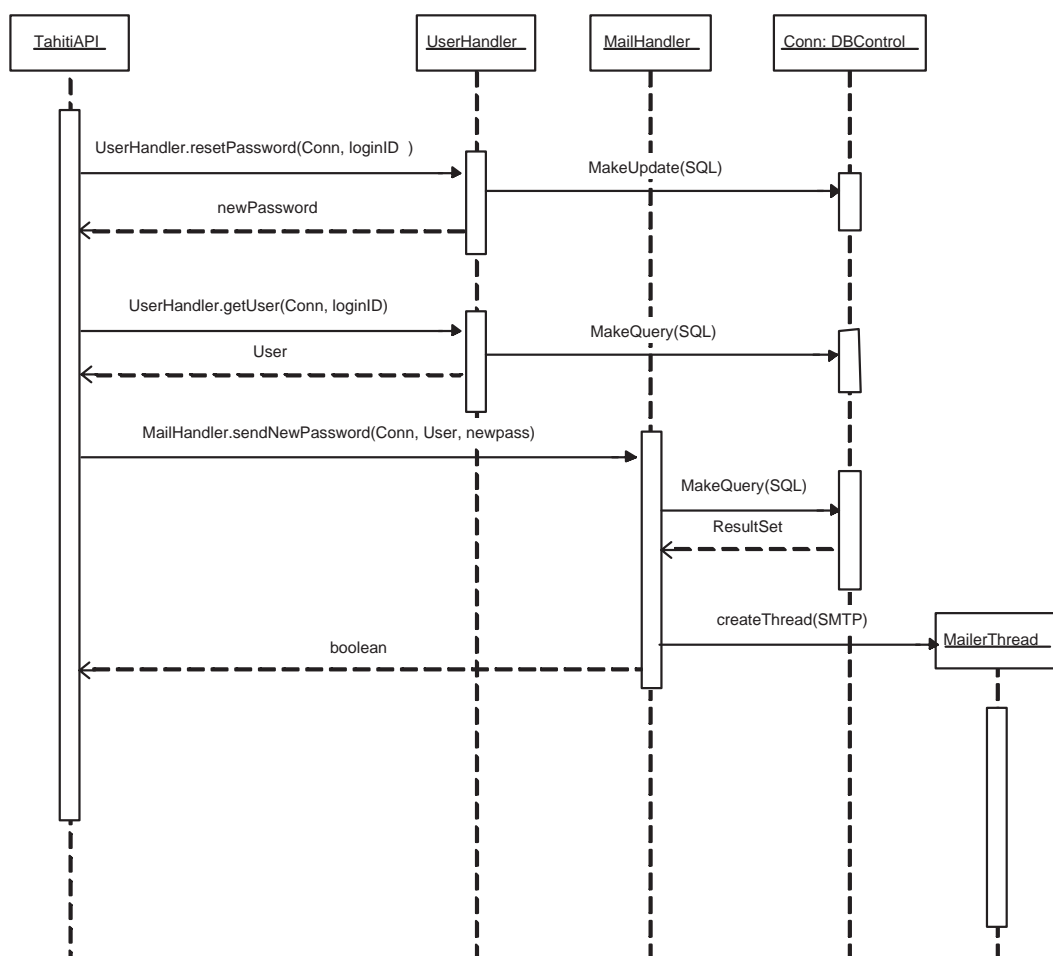 TahitiAPI
UserHandler
MailHandler
Conn: DBControl
UserHandler.resetPassword(Conn, loginID )
MakeUpdate(SQL)
newPassword
UserHandler.getUser(Conn, loginID)
MakeQuery(SQL)
User
MailHandler.sendNewPassword(Conn, User, newpass)
MakeQuery(SQL)
ResultSet
createThread(SMTP)
MailerThread
boolean